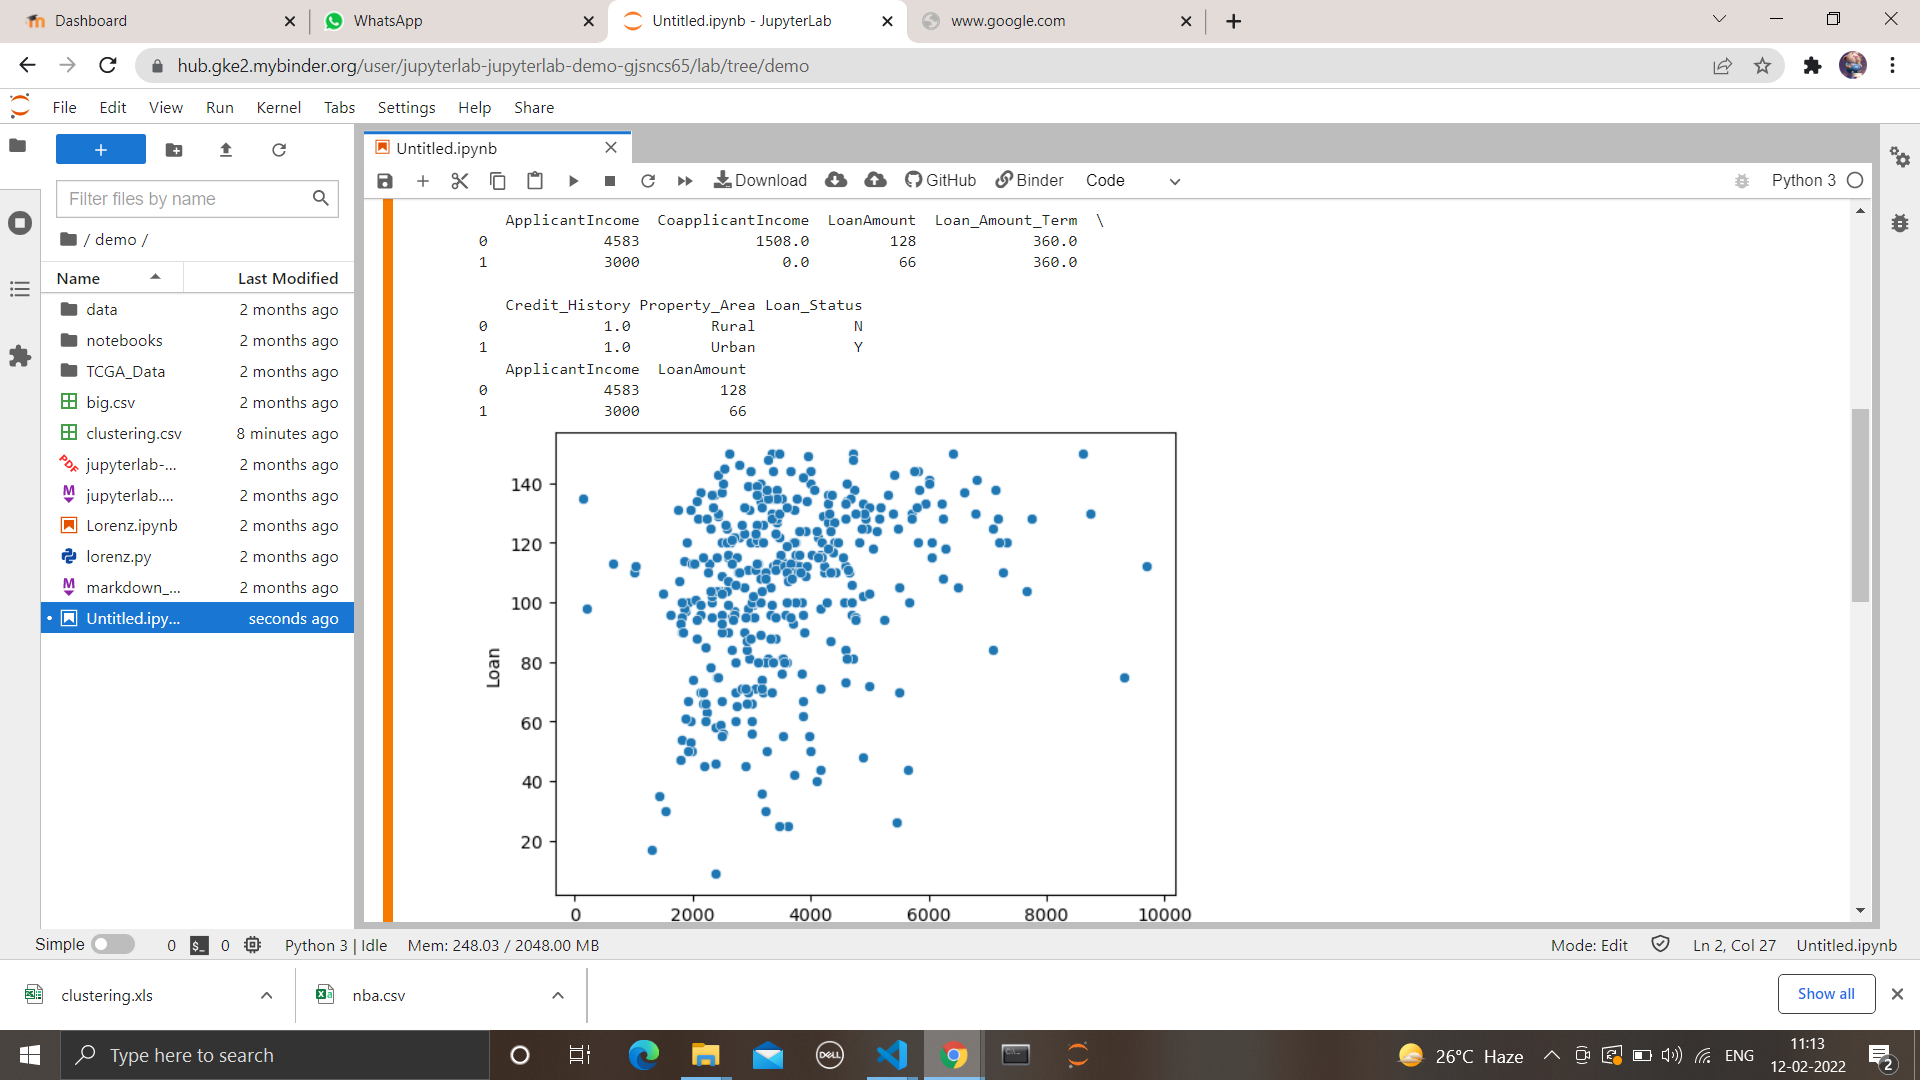 Dashboard WhatsApp Untitled.ipynb - JupyterLab www.google.com
hub.gke2.mybinder.org/user/jupyterlab-jupyterlab-demo-gjsncs65/lab/tree/demo
File Edit View Run Kernel Tabs Settings Help Share
Untitled.ipynb
Filter files by name
Download GitHub Binder Code Python 3
/ demo /
Name Last Modified
data 2 months ago
notebooks 2 months ago
TCGA_Data 2 months ago
big.csv 2 months ago
clustering.csv 8 minutes ago
PDF jupyterlab-... 2 months ago
jupyterlab.... 2 months ago
Lorenz.ipynb 2 months ago
lorenz.py 2 months ago
markdown_... 2 months ago
Untitled.ipy... seconds ago
ApplicantIncome CoapplicantIncome LoanAmount Loan_Amount_Term \
0 4583 1508.0 128 360.0
1 3000 0.0 66 360.0
Credit_History Property_Area Loan_Status
0 1.0 Rural N
1 1.0 Urban Y
ApplicantIncome LoanAmount
0 4583 128
1 3000 66
140
120
100
80
60
40
20
Loan
0 2000 4000 6000 8000 10000
Simple 0 $_ 0 Python 3 | Idle Mem: 248.03 / 2048.00 MB Mode: Edit Ln 2, Col 27 Untitled.ipynb
clustering.xls nba.csv Show all
Type here to search DELL 26°C Haze ENG 11:13
12-02-2022 2